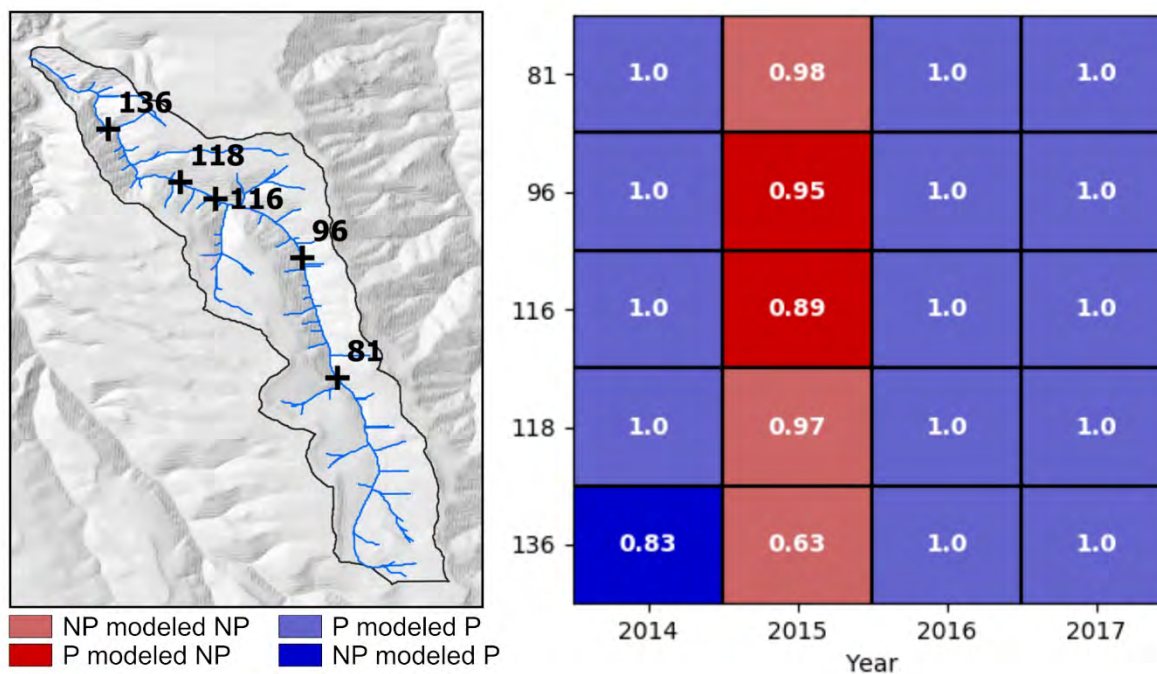 136
118
116
96
81
NP modeled NP
P modeled P
P modeled NP
NP modeled P
81 1.0 0.98 1.0 1.0
96 1.0 0.95 1.0 1.0
116 1.0 0.89 1.0 1.0
118 1.0 0.97 1.0 1.0
136 0.83 0.63 1.0 1.0
2014 2015 2016 2017
Year